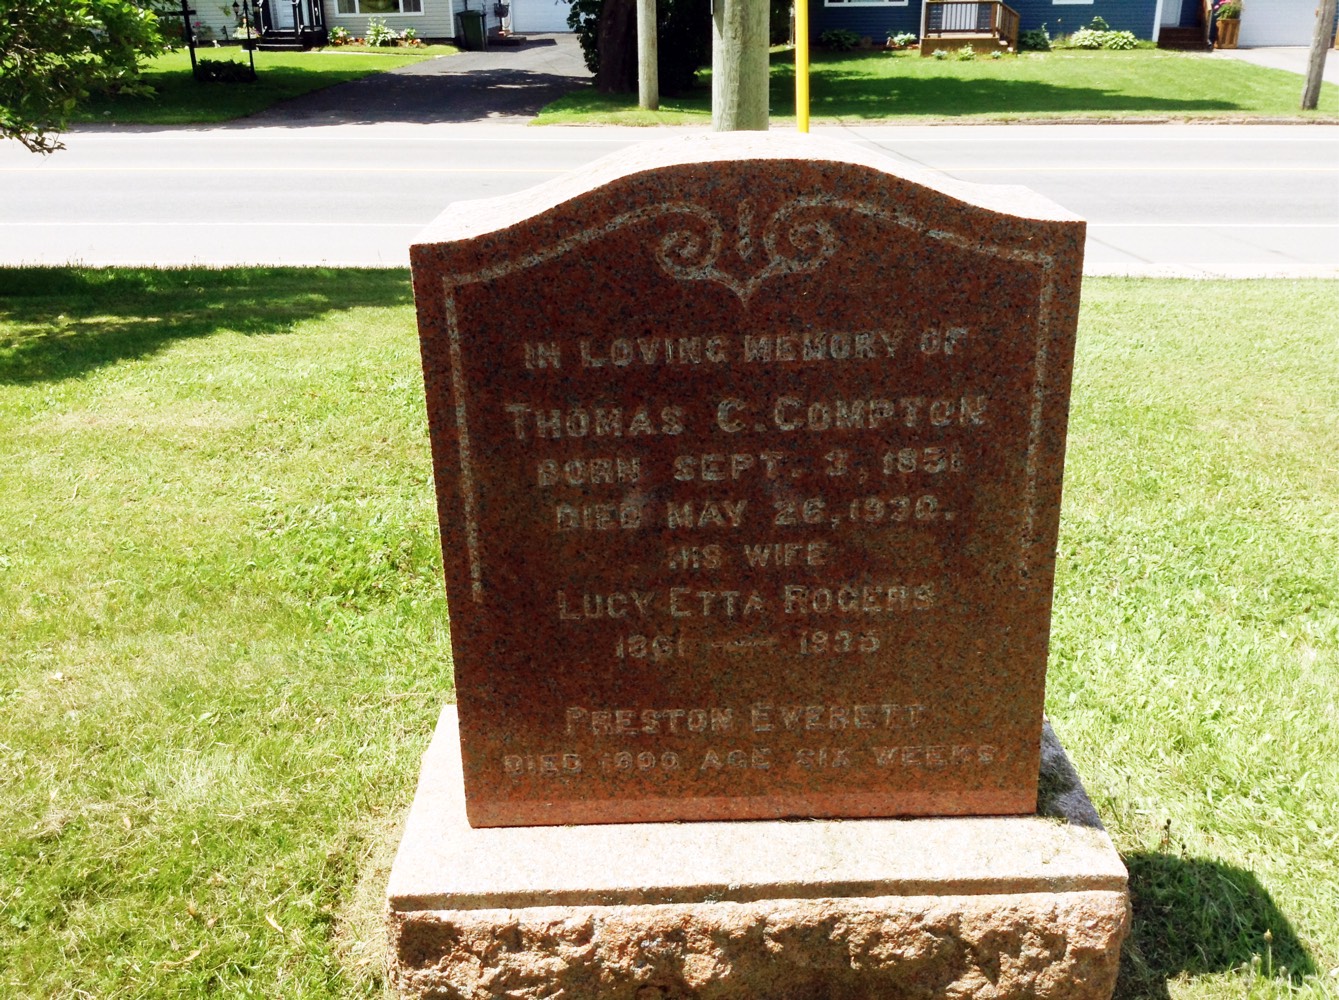 IN LOVING MEMORY OF
THOMAS C. COMPTON
BORN SEPT. 3, 1851
DIED MAY 26, 1930.
HIS WIFE
LUCY ETTA ROGERS
1861 — 1935
PRESTON EVERETT
DIED 1900 AGE SIX WEEKS